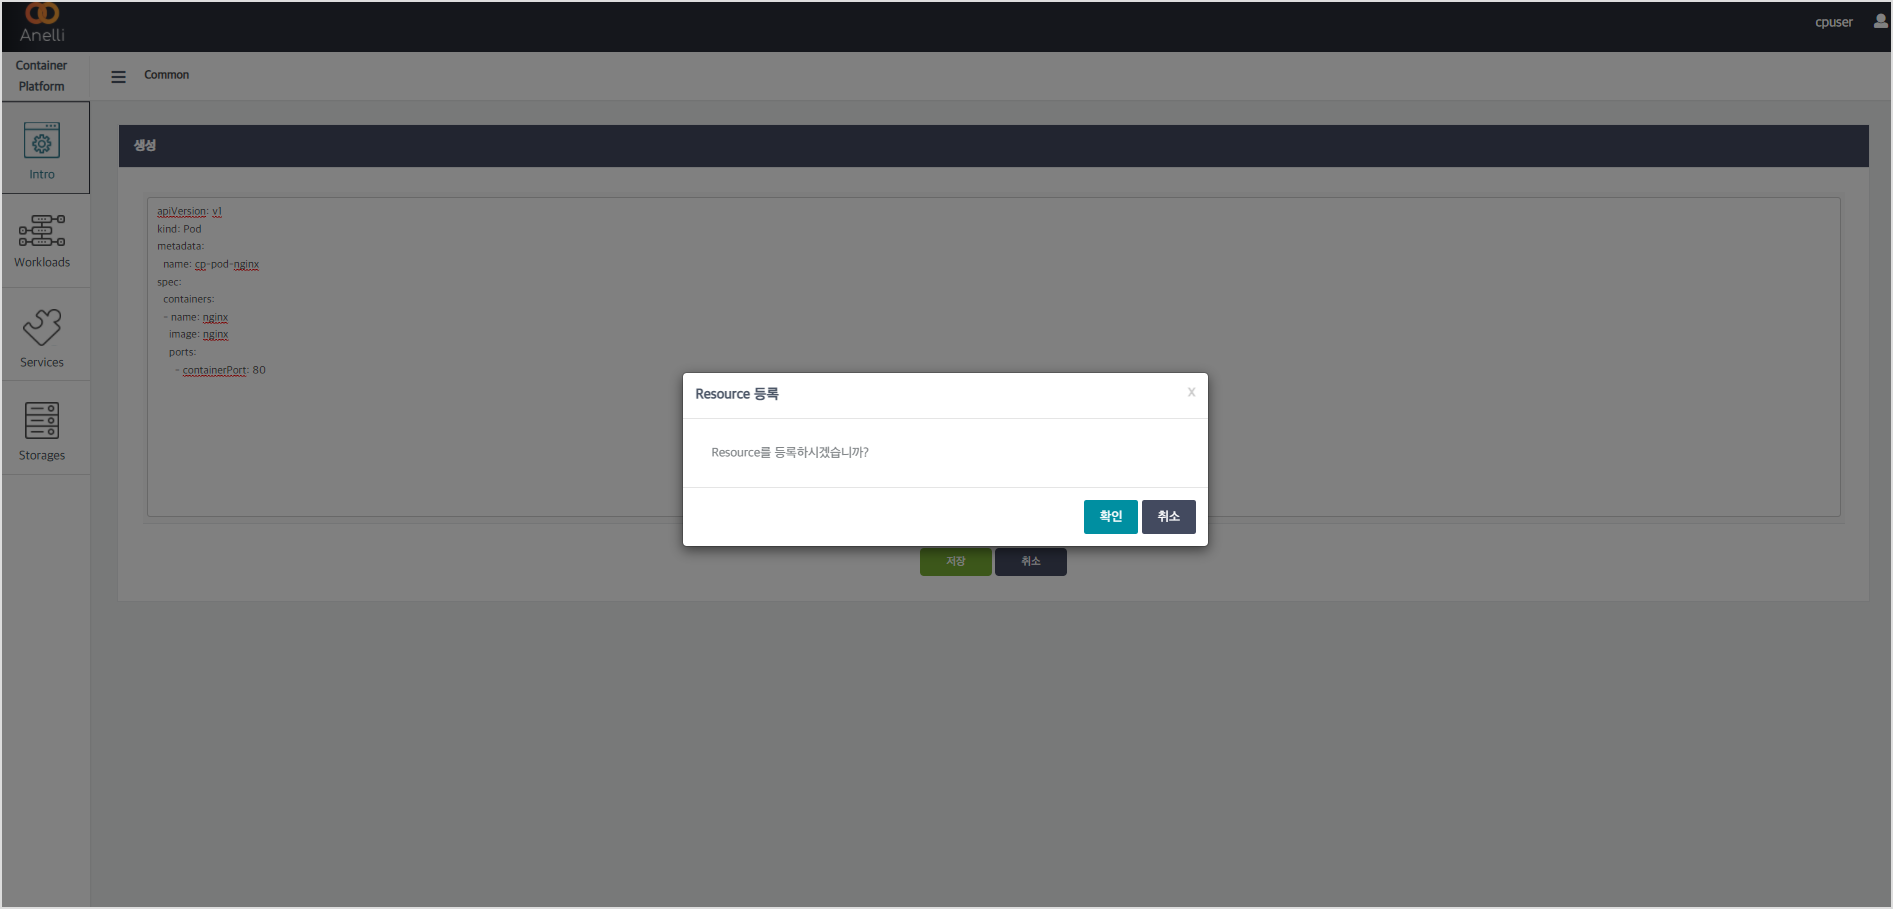 Anelli
cpuser
Container
Platform
Common
Intro
Workloads
Services
Storages
생성
apiVersion: v1
kind: Pod
metadata:
  name: cp-pod-nginx
spec:
  containers:
  - name: nginx
    image: nginx
    ports:
      - containerPort: 80
Resource 등록
X
Resource를 등록하시겠습니까?
확인
취소
저장
취소